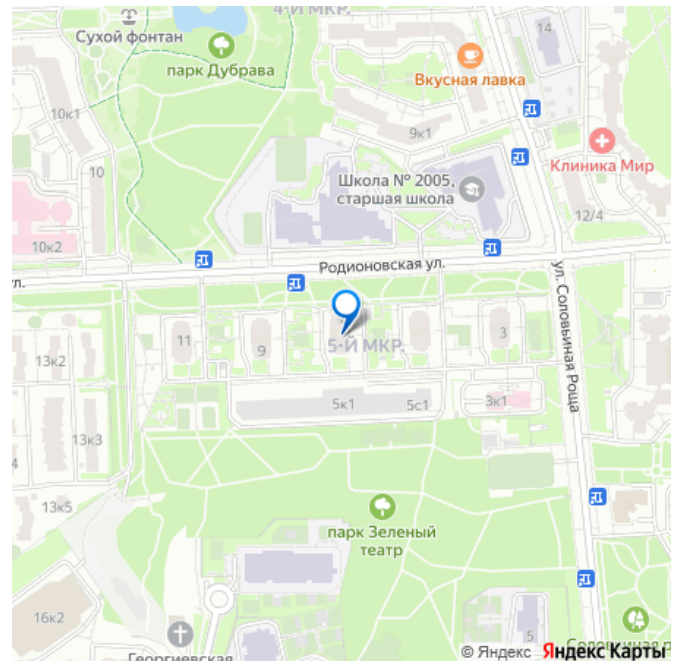 4-Й МКР.
Сухой фонтан
парк Дубрава
14
Вкусная лавка
10к1
9к1
Клиника Мир
10
Школа № 2005,
старшая школа
12/4
10к2
Родионовская ул.
ул.
ул. Соловьиная Роща
11
9
3
5-Й МКР.
13к2
5к1
5с1
3к1
13к3
4
13к5
парк Зеленый
театр
16к2
5
Георгиевская
Соловьиная р
© Яндекс Яндекс Карты